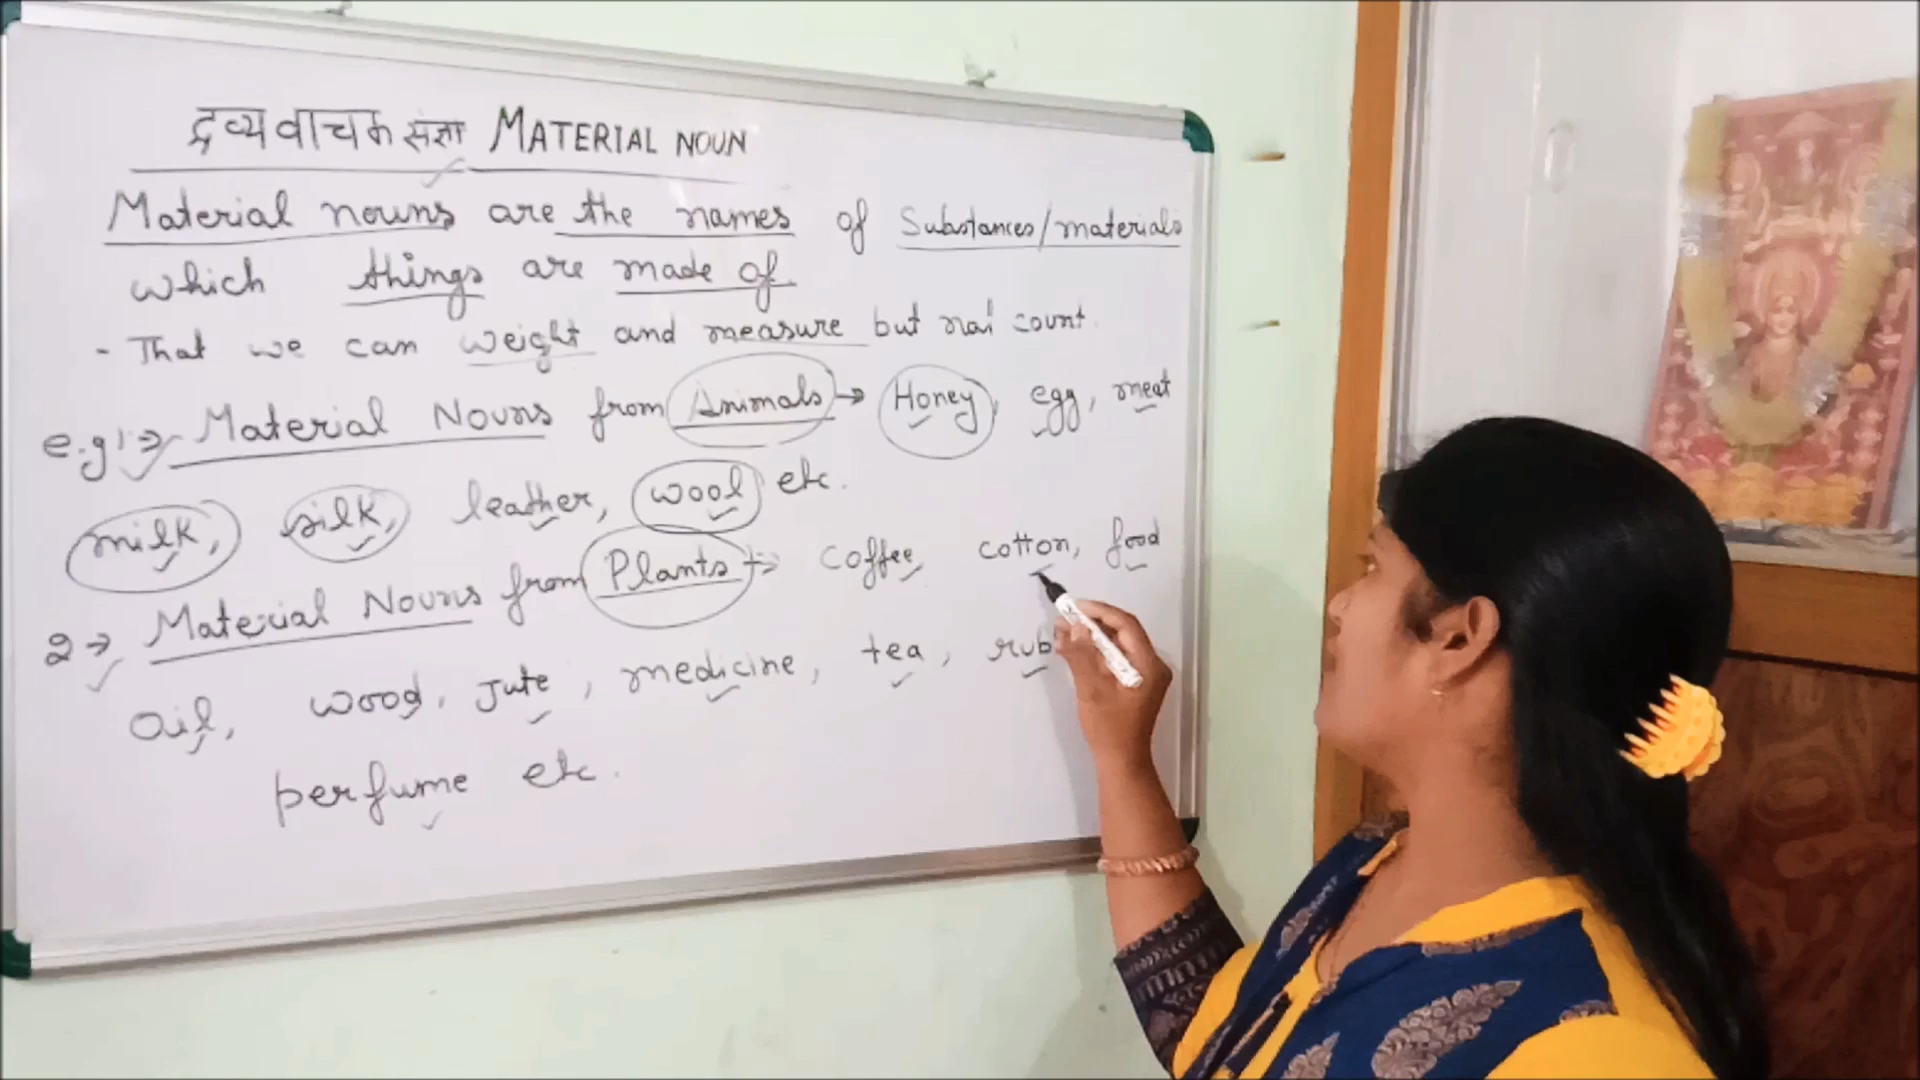 द्रव्यवाचक संज्ञा MATERIAL NOUN
Material nouns are the names of Substances/materials
which things are made of.
- That we can weight and measure but not count.
e.g 1 → Material Nouns from Animals → Honey, egg, meat
milk, silk, leather, wool etc.
2 → Material Nouns from Plants → coffee, cotton, food
oil, wood, Jute, medicine, tea, rub
perfume etc.